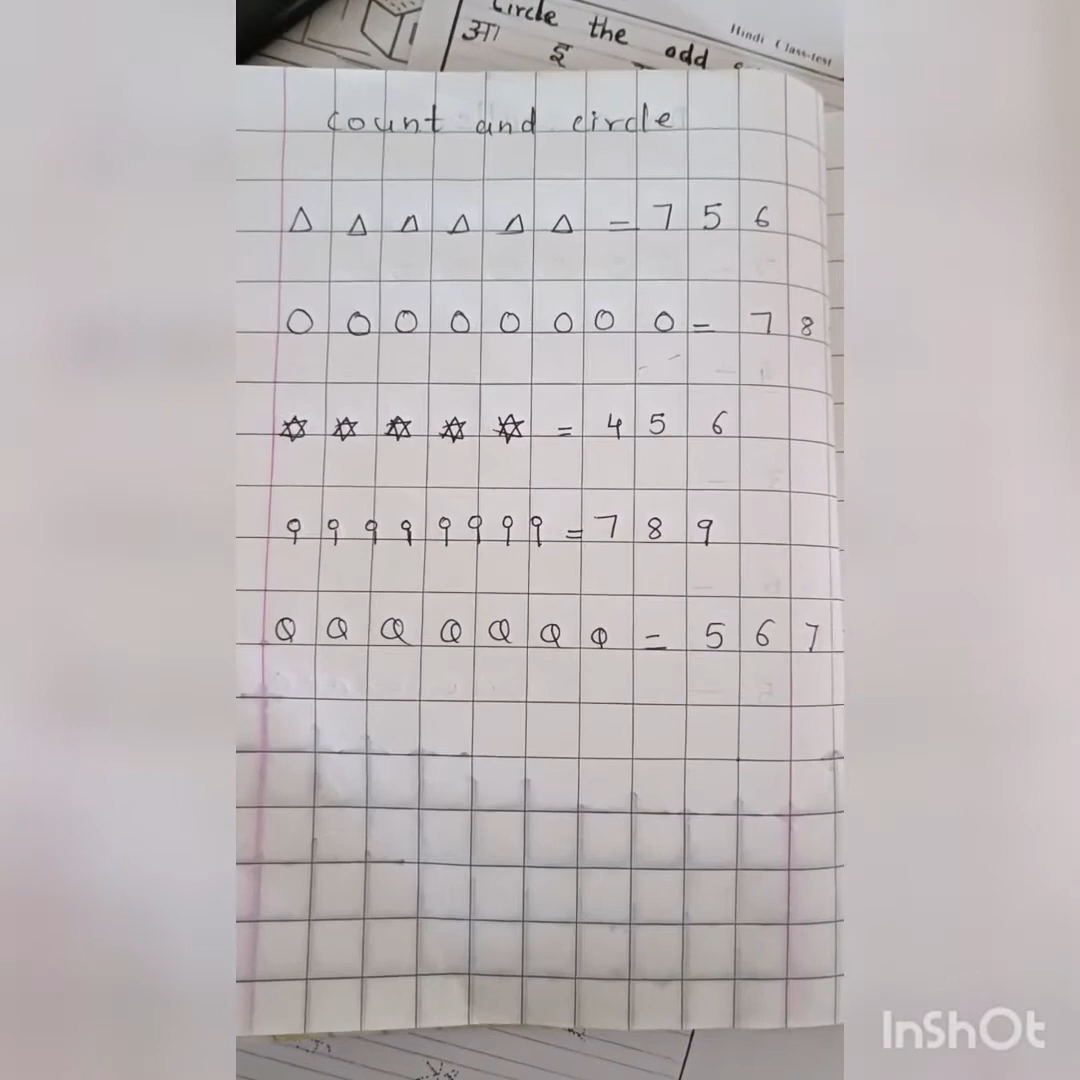 Circle the odd
Hindi Class-test
आ इ
count and circle
△ △ △ △ △ △ = 7 5 6
O O O O O O O O = 7 8
✡ ✡ ✡ ✡ ✡ = 4 5 6
9 9 9 9 9 9 9 9 = 7 8 9
Q Q Q Q Q Q Q = 5 6 7
InShOt